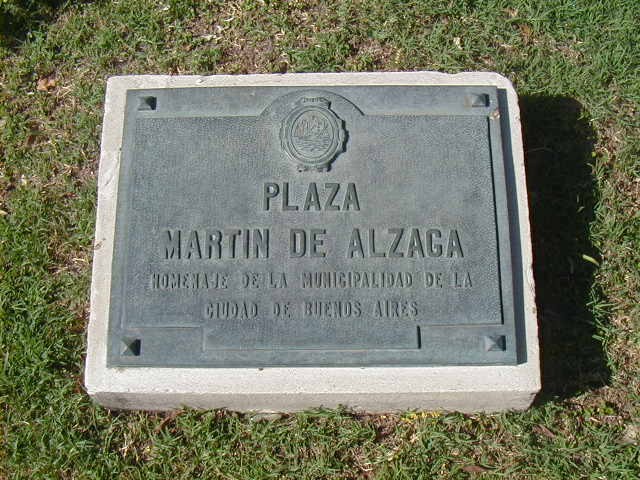 PLAZA
MARTIN DE ALZAGA
HOMENAJE DE LA MUNICIPALIDAD DE LA
CIUDAD DE BUENOS AIRES